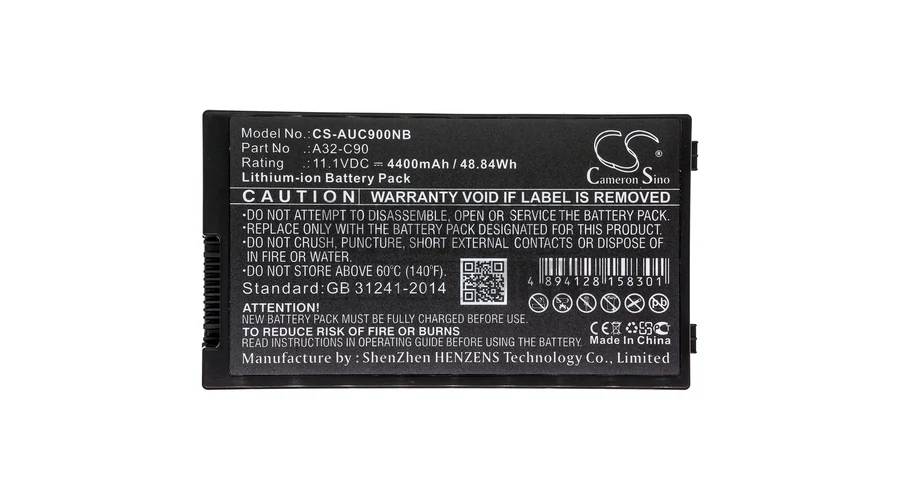 Model No.:CS-AUC900NB
Part No .:A32-C90
Rating .:11.1VDC ⎓ 4400mAh / 48.84Wh
Lithium-ion Battery Pack
CS
Cameron Sino
CAUTION WARRANTY VOID IF LABEL IS REMOVED
•DO NOT ATTEMPT TO DISASSEMBLE, OPEN OR SERVICE THE BATTERY PACK.
•REPLACE ONLY WITH THE BATTERY PACK DESIGNATED FOR THIS PRODUCT.
•DO NOT CRUSH, PUNCTURE, SHORT EXTERNAL CONTACTS OR DISPOSE OF
IN FIRE OR WATER.
•DO NOT STORE ABOVE 60°C (140°F).
Standard:GB 31241-2014
4 894128 158301
ATTENTION!
NEW BATTERY PACK MUST BE FULLY CHARGED BEFORE USE.
TO REDUCE RISK OF FIRE OR BURNS
READ INSTRUCTIONS IN OPERATING GUIDE BEFORE USING BATTERY.
CE
Made In China
Manufacture by : ShenZhen HENZENS Technology Co., Limited